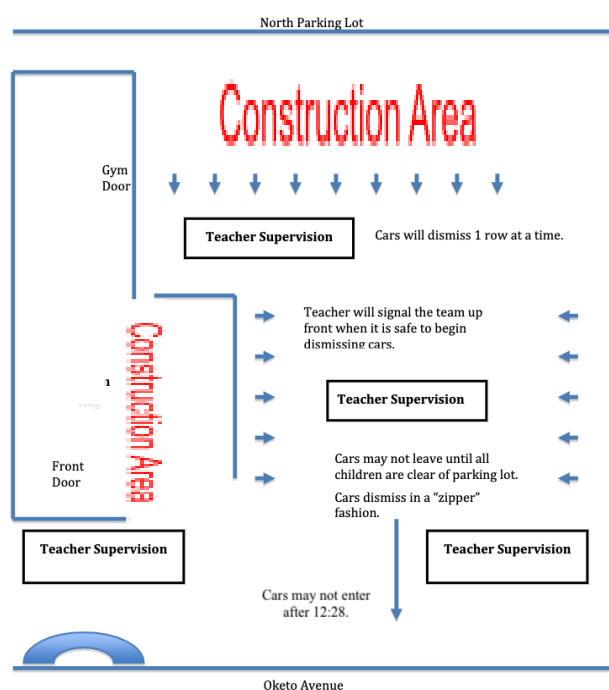 North Parking Lot
Construction Area
Gym
Door
Teacher Supervision
Cars will dismiss 1 row at a time.
Teacher will signal the team up
front when it is safe to begin
dismissing cars.
Construction Area
Teacher Supervision
Cars may not leave until all
children are clear of parking lot.
Cars dismiss in a “zipper”
fashion.
Front
Door
Teacher Supervision
Teacher Supervision
Cars may not enter
after 12:28.
Oketo Avenue